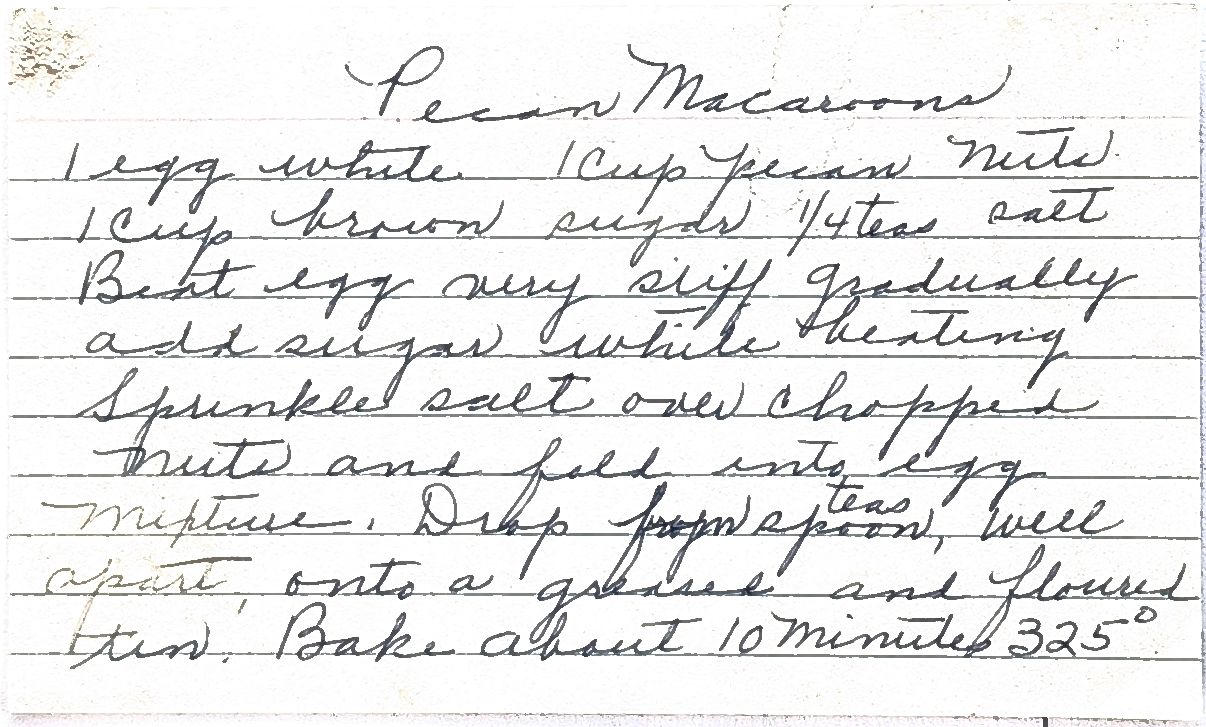 Pecan Macaroons
1 egg white 1 Cup pecan nuts
1 Cup brown sugar 1/4 teas salt
Beat egg very stiff gradually
add sugar while beating
Sprinkle salt over chopped
nuts and fold into egg
mixture. Drop from teas spoon, well
apart, onto a greased and floured
tin. Bake about 10 minutes 325°